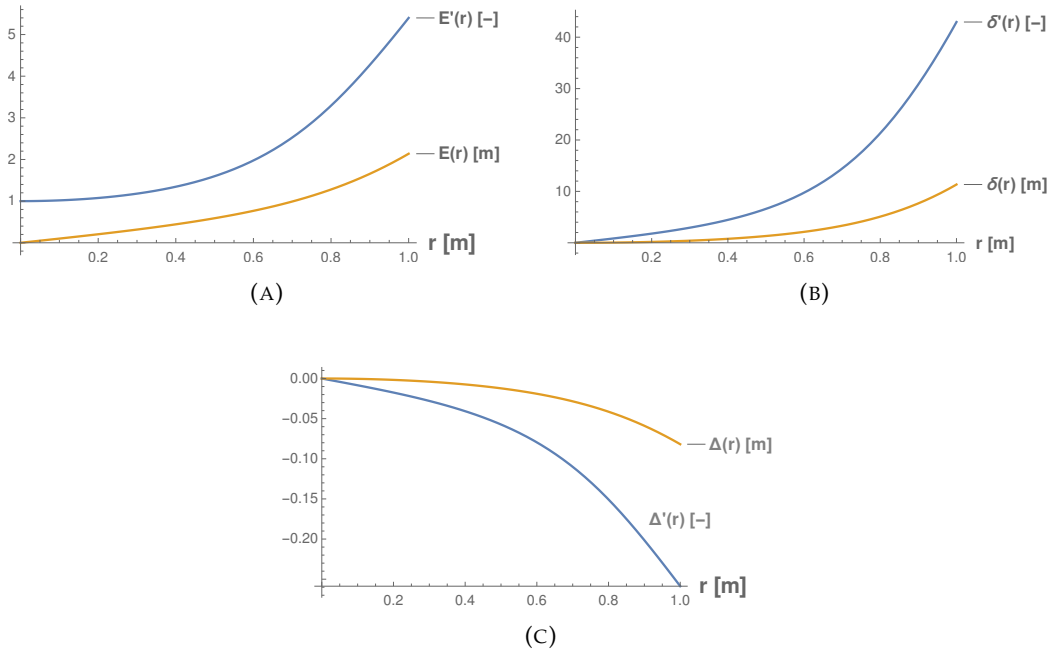 E'(r) [–]
5
4
3
E(r) [m]
2
1
0.2 0.4 0.6 0.8 1.0
r [m]
(A)
δ'(r) [–]
40
30
20
δ(r) [m]
10
0.2 0.4 0.6 0.8 1.0
r [m]
(B)
0.00
−0.05
Δ(r) [m]
−0.10
−0.15
Δ'(r) [–]
−0.20
r [m]
0.2 0.4 0.6 0.8 1.0
(C)